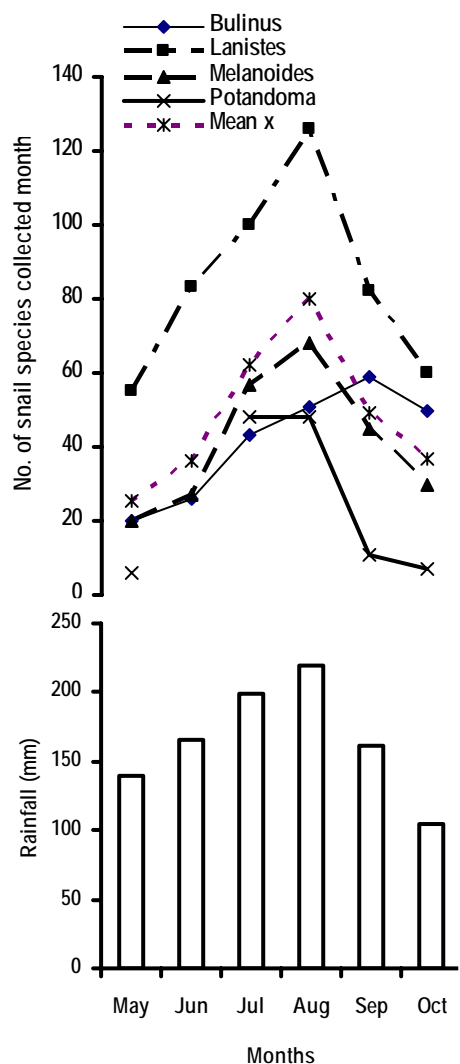 Bulinus
Lanistes
Melanoides
Potandoma
Mean x
140
120
100
80
60
40
20
0
No. of snail species collected month
250
200
150
100
50
0
Rainfall (mm)
May Jun Jul Aug Sep Oct
Months